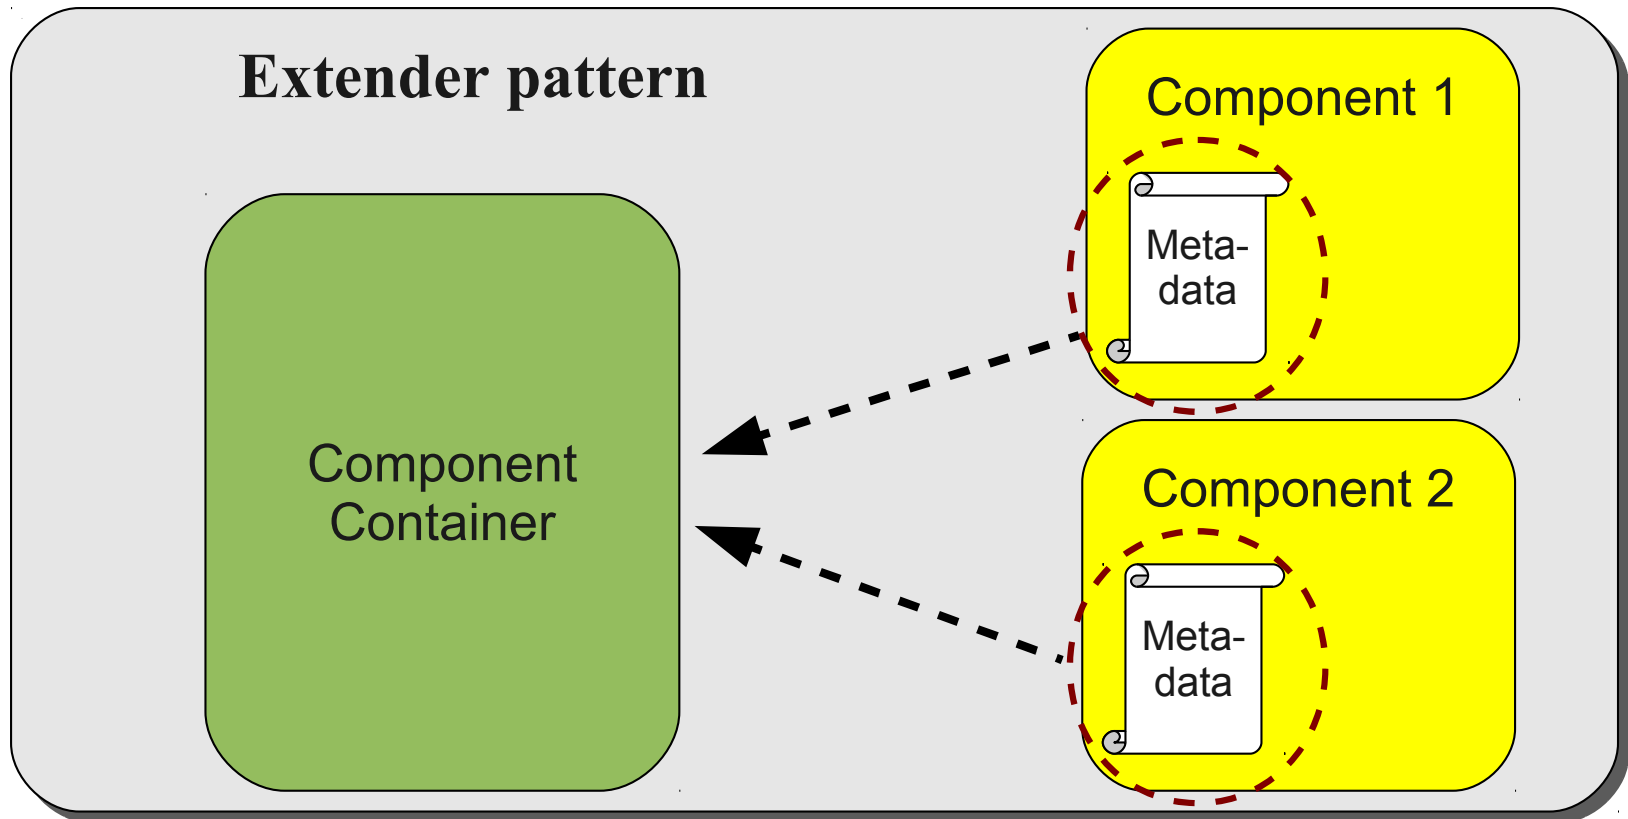 Extender pattern
Component 1
Meta-
data
Component
Container
Component 2
Meta-
data